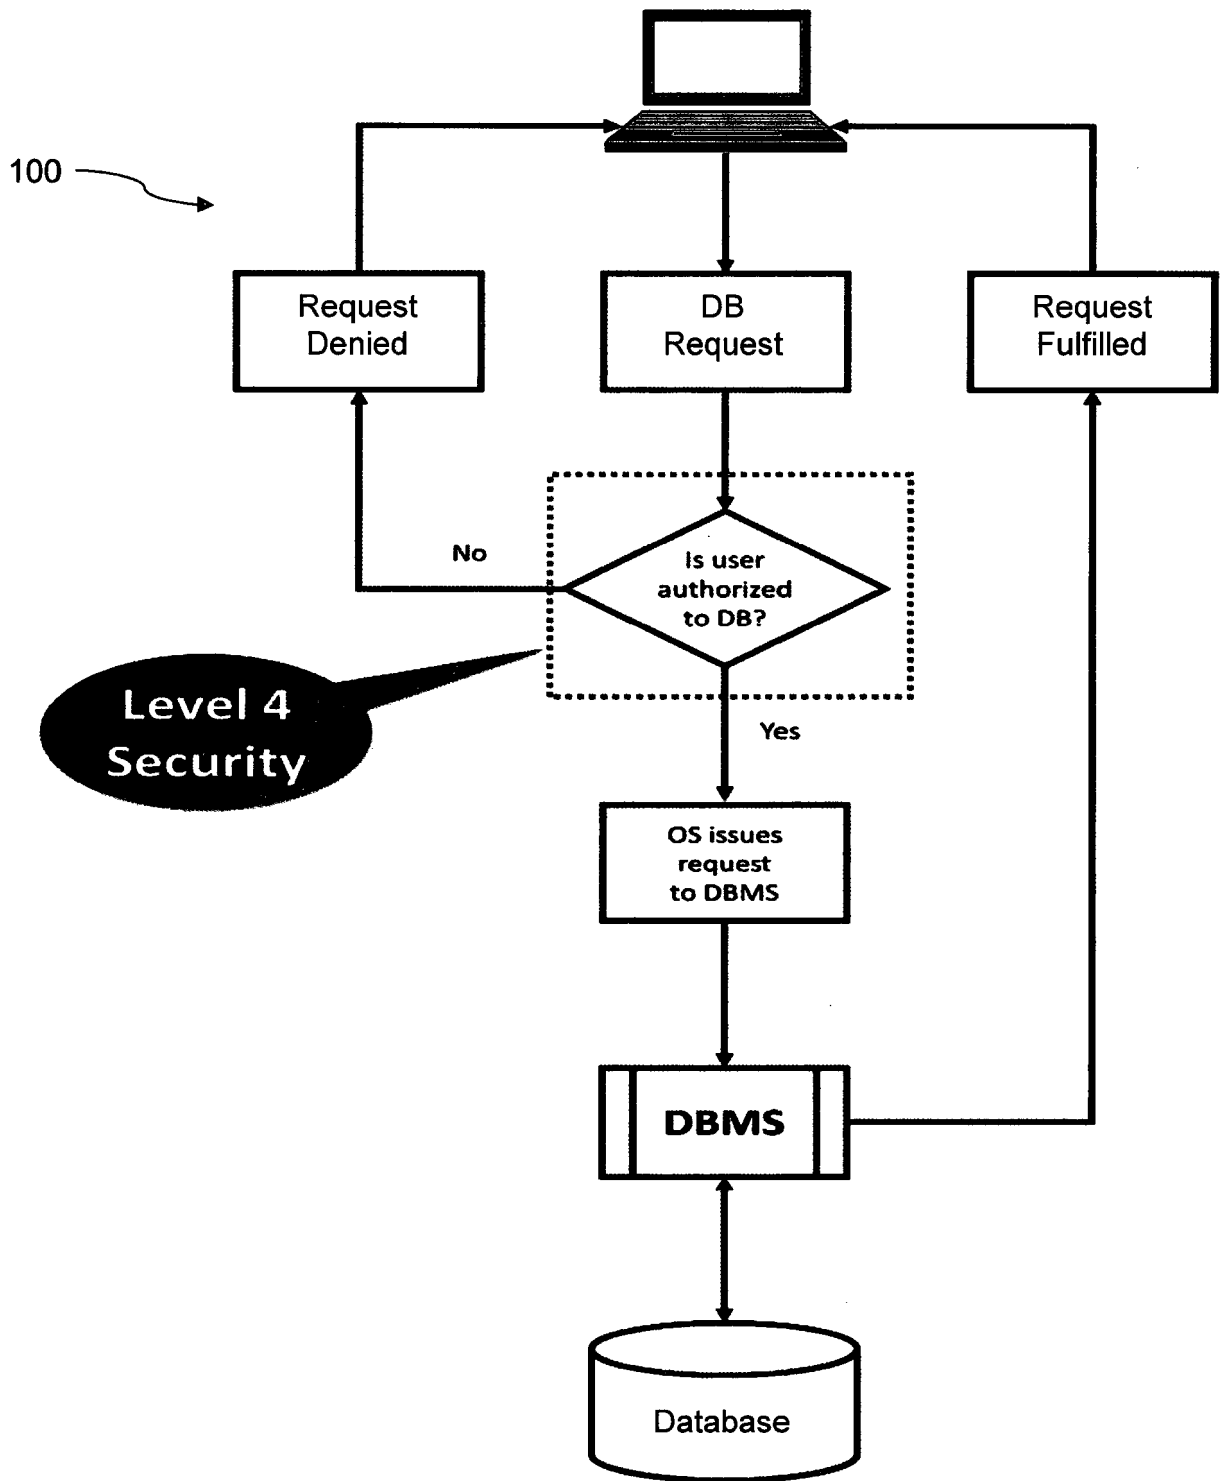 100
Request
Denied
DB
Request
Request
Fulfilled
No
Is user
authorized
to DB?
Level 4
Security
Yes
OS issues
request
to DBMS
DBMS
Database